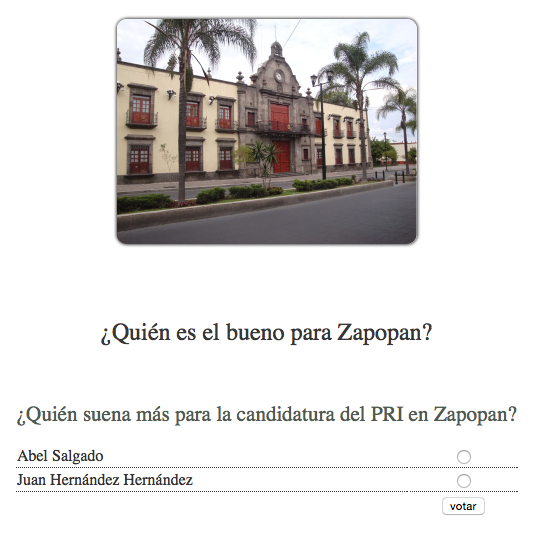 ¿Quién es el bueno para Zapopan?
¿Quién suena más para la candidatura del PRI en Zapopan?
Abel Salgado
Juan Hernández Hernández
votar